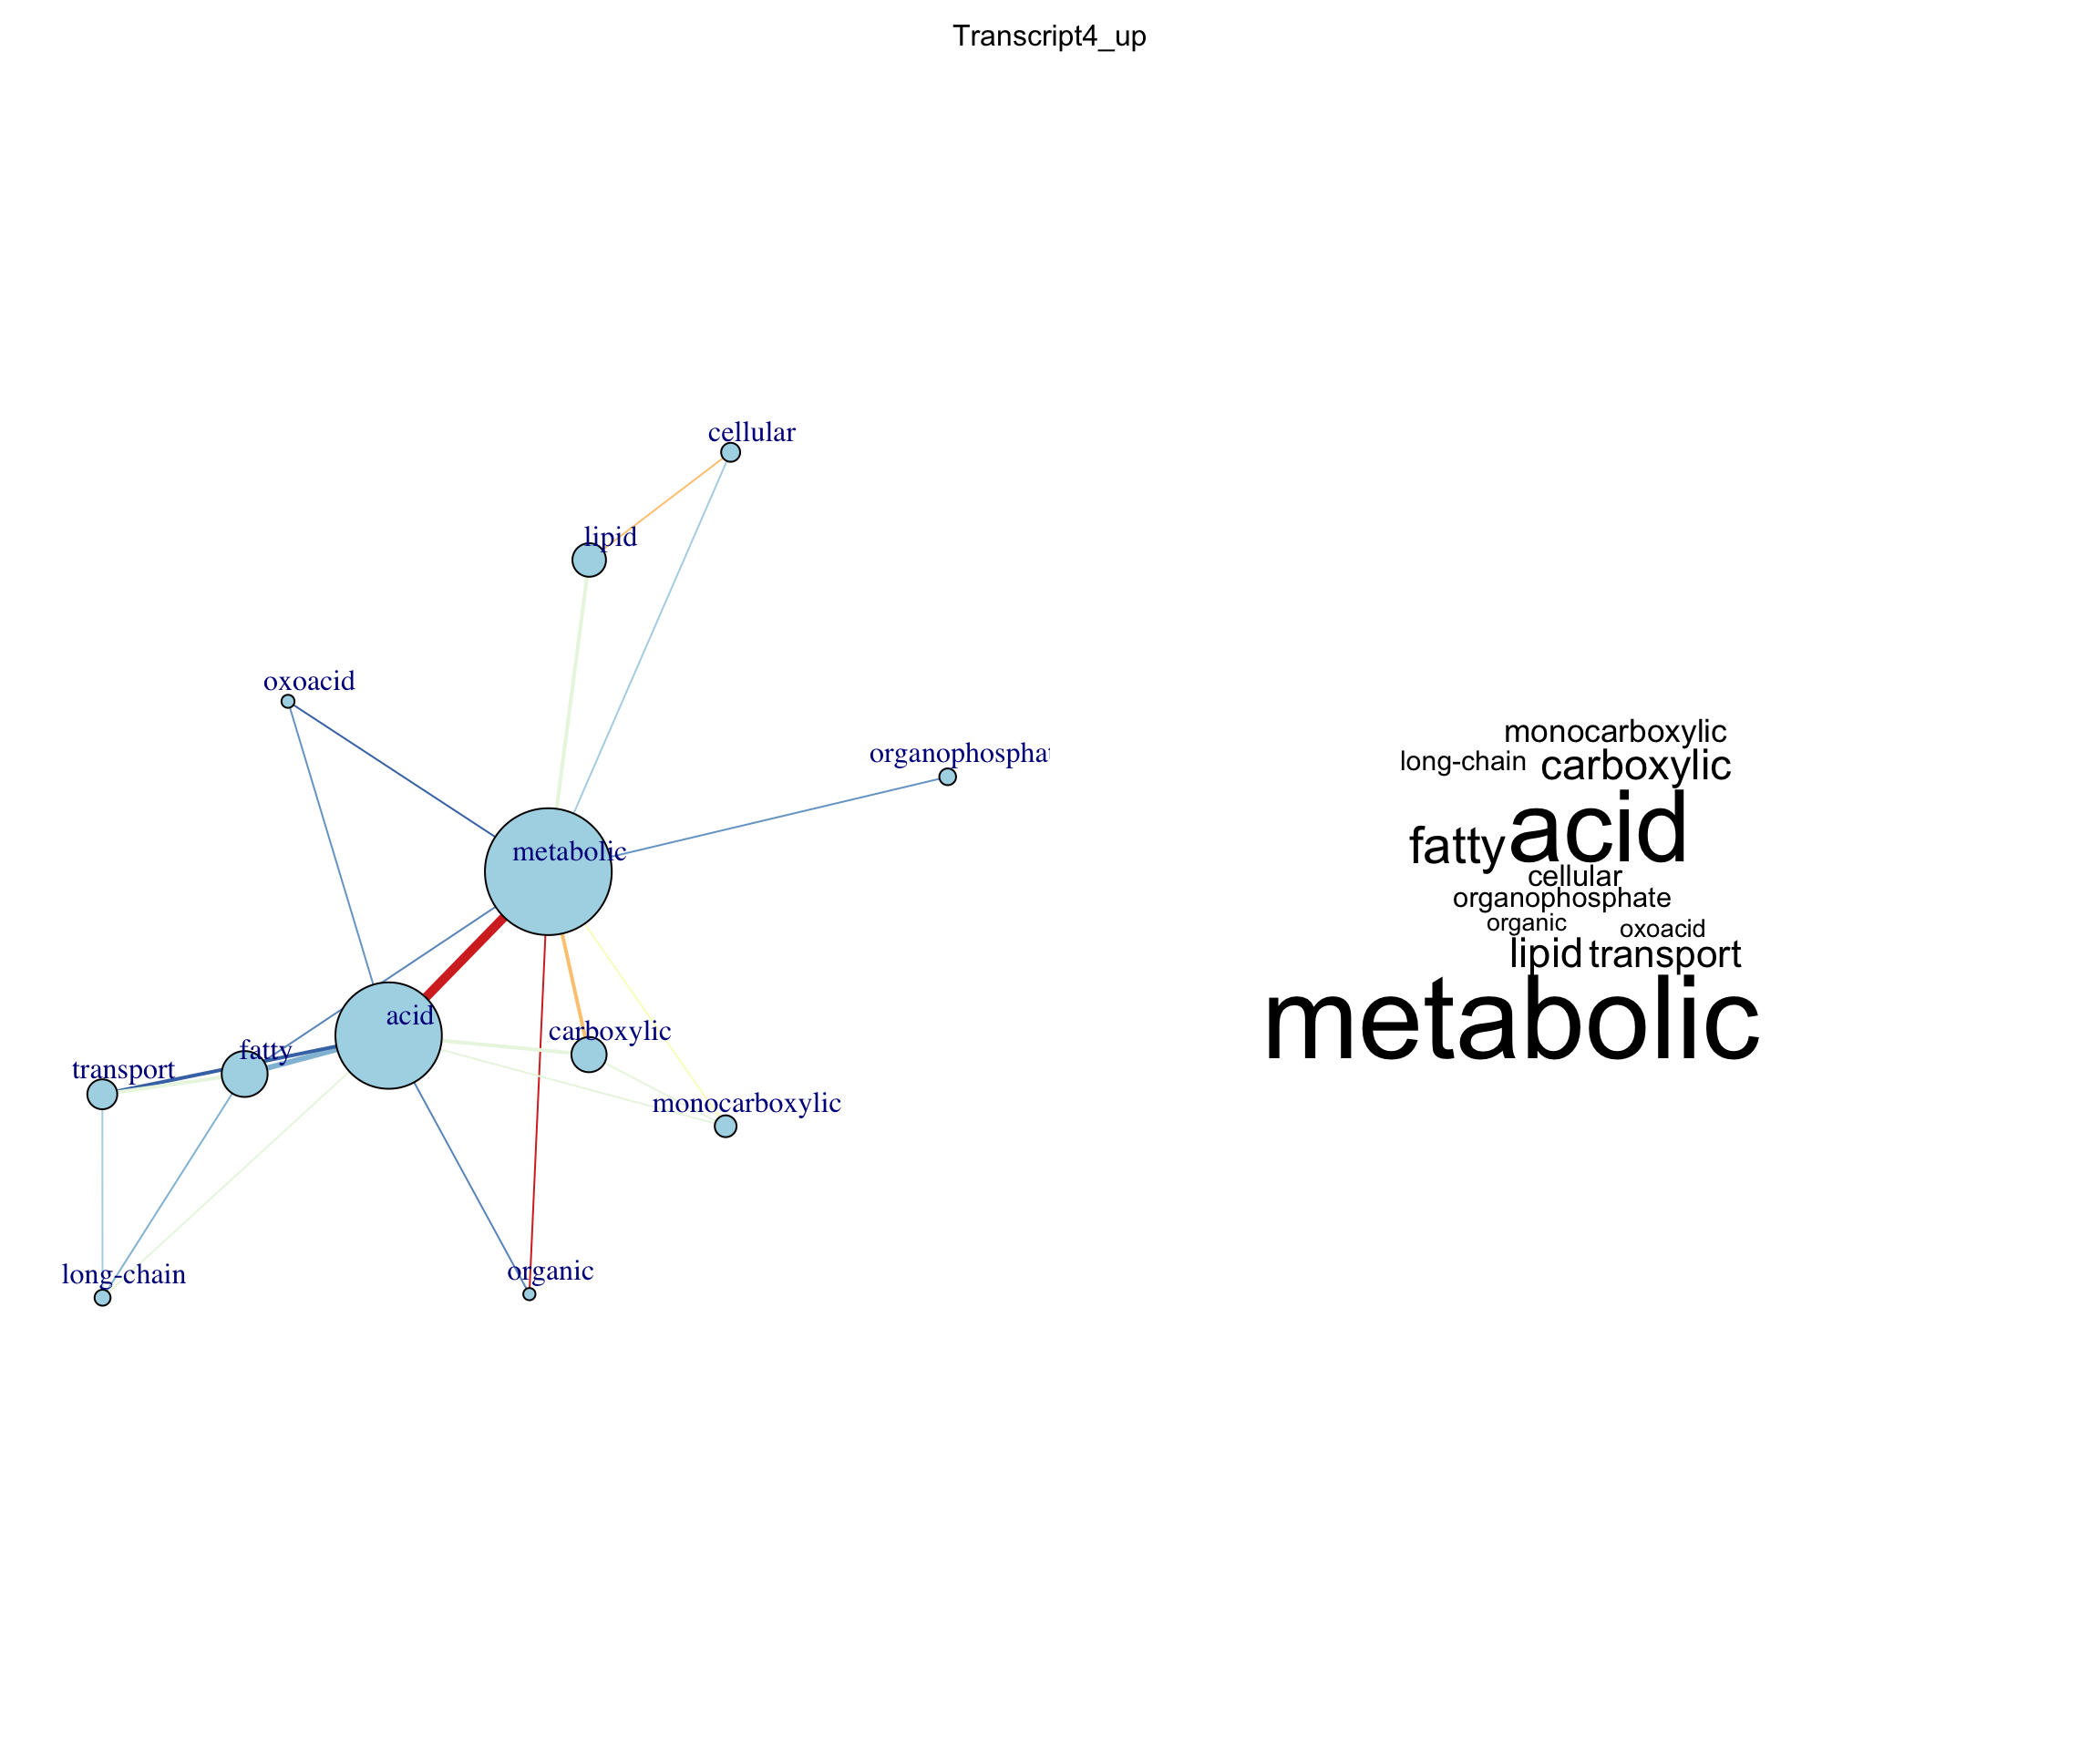 Transcript4_up
cellular
lipid
oxoacid
organophosphat
metabolic
acid
carboxylic
fatty
transport
monocarboxylic
long-chain
organic
monocarboxylic
long-chain carboxylic
fatty acid
cellular
organophosphate
organic oxoacid
lipid transport
metabolic